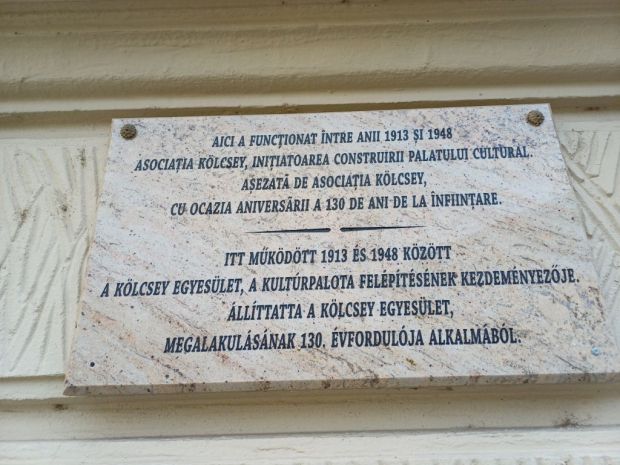 AICI A FUNCȚIONAT ÎNTRE ANII 1913 ȘI 1948
ASOCIAȚIA KÖLCSEY, INIȚIATOAREA CONSTRUIRII PALATULUI CULTURAL.
AȘEZATĂ DE ASOCIAȚIA KÖLCSEY,
CU OCAZIA ANIVERSĂRII A 130 DE ANI DE LA ÎNFIINȚARE.
ITT MŰKÖDÖTT 1913 ÉS 1948 KÖZÖTT
A KÖLCSEY EGYESÜLET, A KULTÚRPALOTA FELÉPÍTÉSÉNEK KEZDEMÉNYEZŐJE.
ÁLLÍTTATTA A KÖLCSEY EGYESÜLET,
MEGALAKULÁSÁNAK 130. ÉVFORDULÓJA ALKALMÁBÓL.